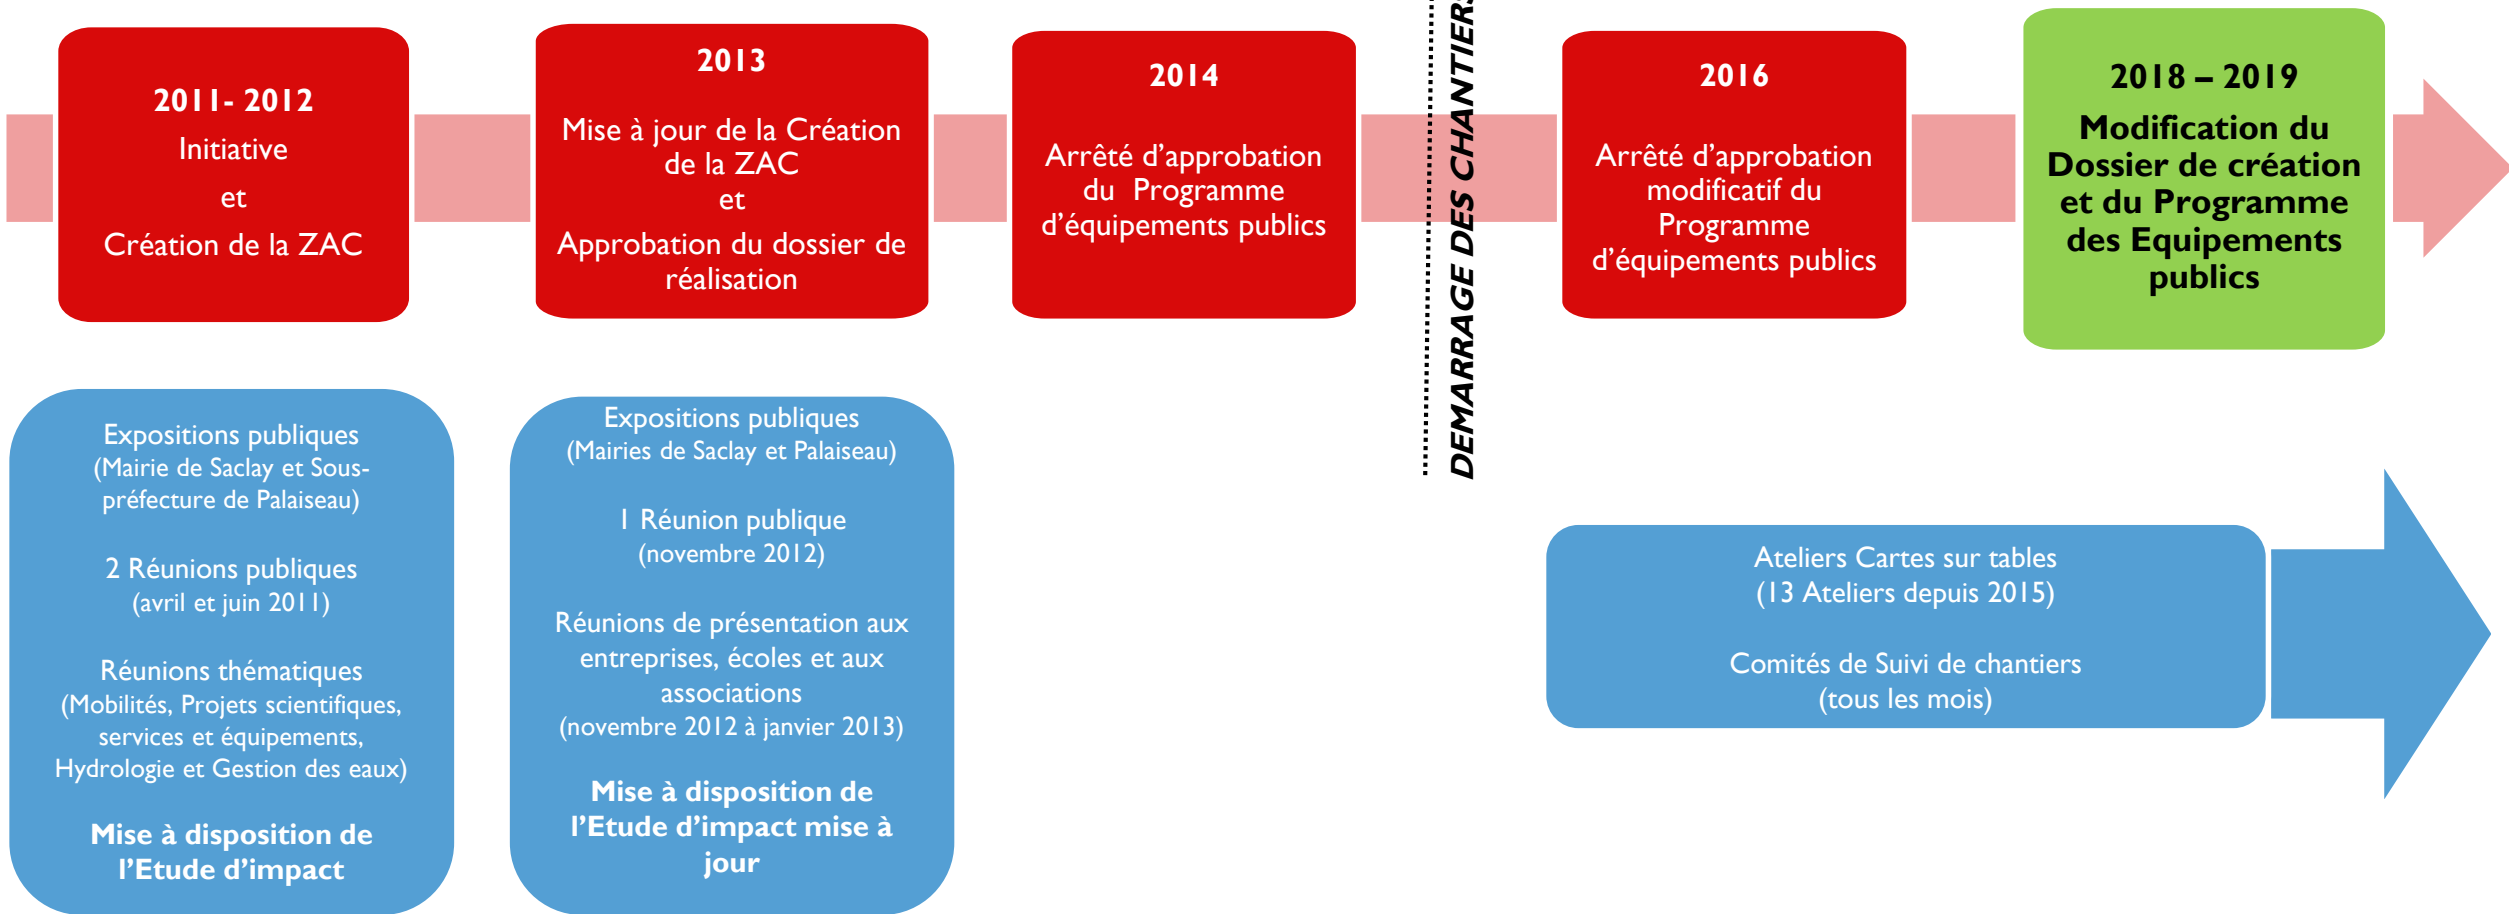 2011- 2012
Initiative
et
Création de la ZAC
2013
Mise à jour de la Création
de la ZAC
et
Approbation du dossier de
réalisation
2014
Arrêté d’approbation
du Programme
d’équipements publics
DEMARRAGE DES CHANTIERS
2016
Arrêté d’approbation
modificatif du
Programme
d’équipements publics
2018 – 2019
Modification du
Dossier de création
et du Programme
des Equipements
publics
Expositions publiques
(Mairie de Saclay et Sous-
préfecture de Palaiseau)
2 Réunions publiques
(avril et juin 2011)
Réunions thématiques
(Mobilités, Projets scientifiques,
services et équipements,
Hydrologie et Gestion des eaux)
Mise à disposition de
l’Etude d’impact
Expositions publiques
(Mairies de Saclay et Palaiseau)
1 Réunion publique
(novembre 2012)
Réunions de présentation aux
entreprises, écoles et aux
associations
(novembre 2012 à janvier 2013)
Mise à disposition de
l’Etude d’impact mise à
jour
Ateliers Cartes sur tables
(13 Ateliers depuis 2015)
Comités de Suivi de chantiers
(tous les mois)